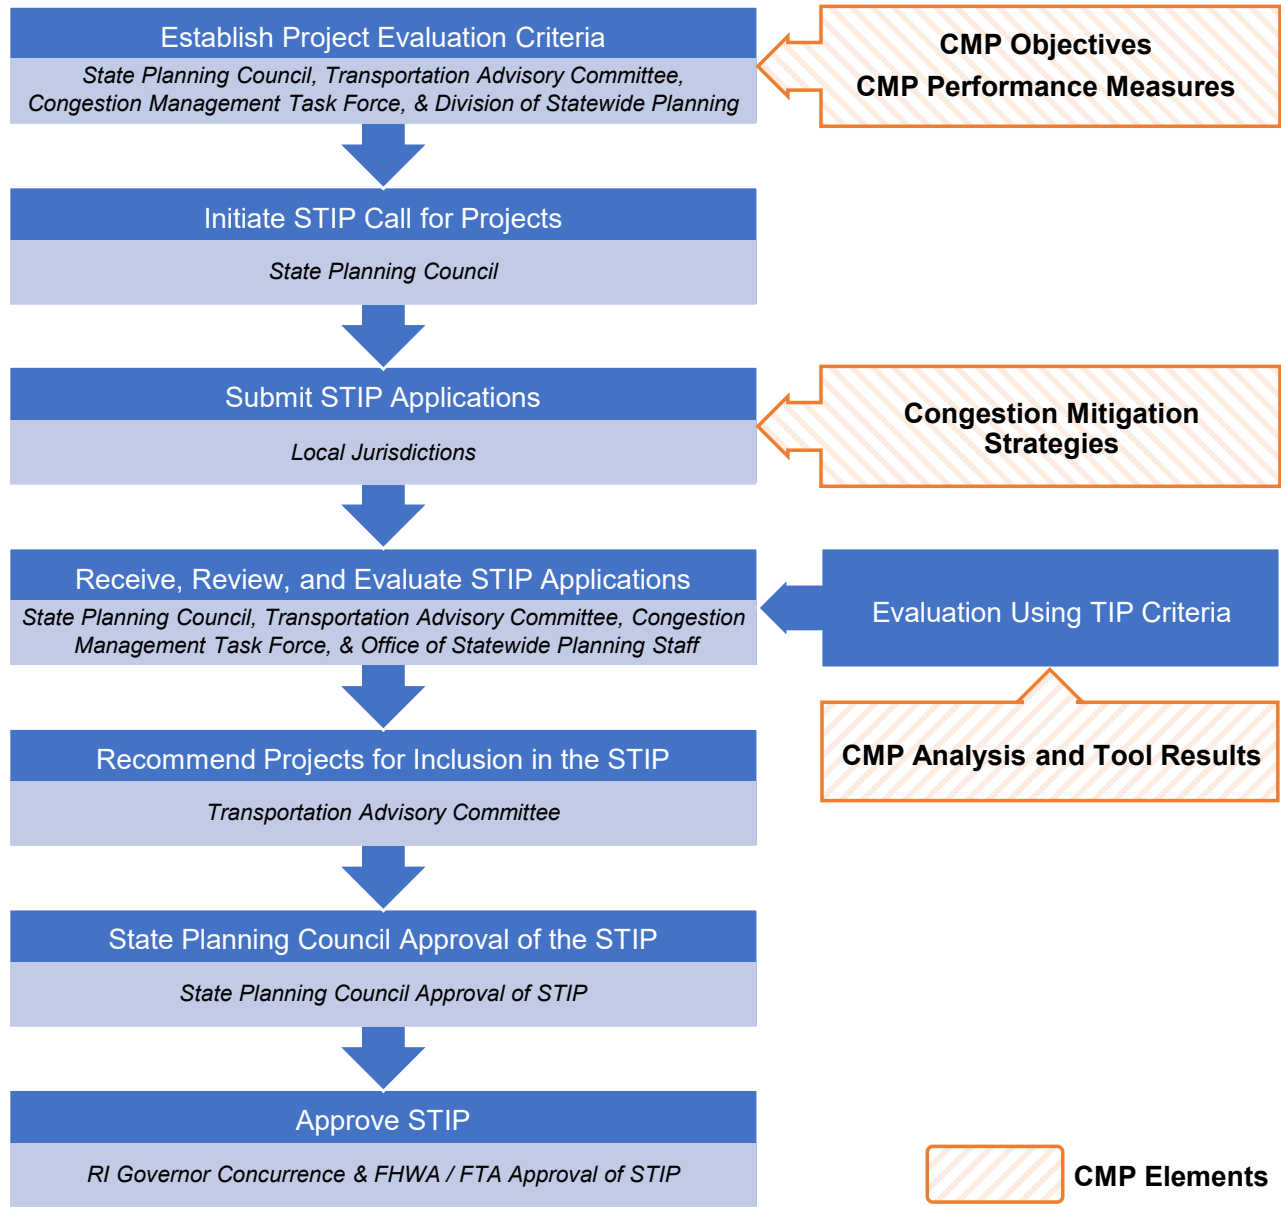 Establish Project Evaluation Criteria
State Planning Council, Transportation Advisory Committee,
Congestion Management Task Force, & Division of Statewide Planning
CMP Objectives
CMP Performance Measures
Initiate STIP Call for Projects
State Planning Council
Submit STIP Applications
Local Jurisdictions
Congestion Mitigation
Strategies
Receive, Review, and Evaluate STIP Applications
State Planning Council, Transportation Advisory Committee, Congestion
Management Task Force, & Office of Statewide Planning Staff
Evaluation Using TIP Criteria
CMP Analysis and Tool Results
Recommend Projects for Inclusion in the STIP
Transportation Advisory Committee
State Planning Council Approval of the STIP
State Planning Council Approval of STIP
Approve STIP
RI Governor Concurrence & FHWA / FTA Approval of STIP
CMP Elements